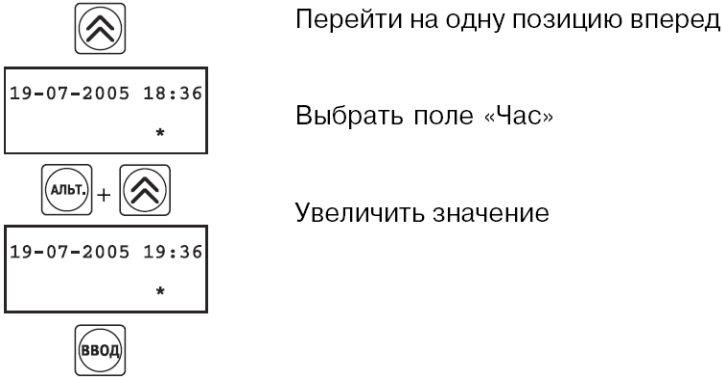 Перейти на одну позицию вперед
19-07-2005 18:36
*
Выбрать поле «Час»
АЛЬТ. +
Увеличить значение
19-07-2005 19:36
*
ВВОД